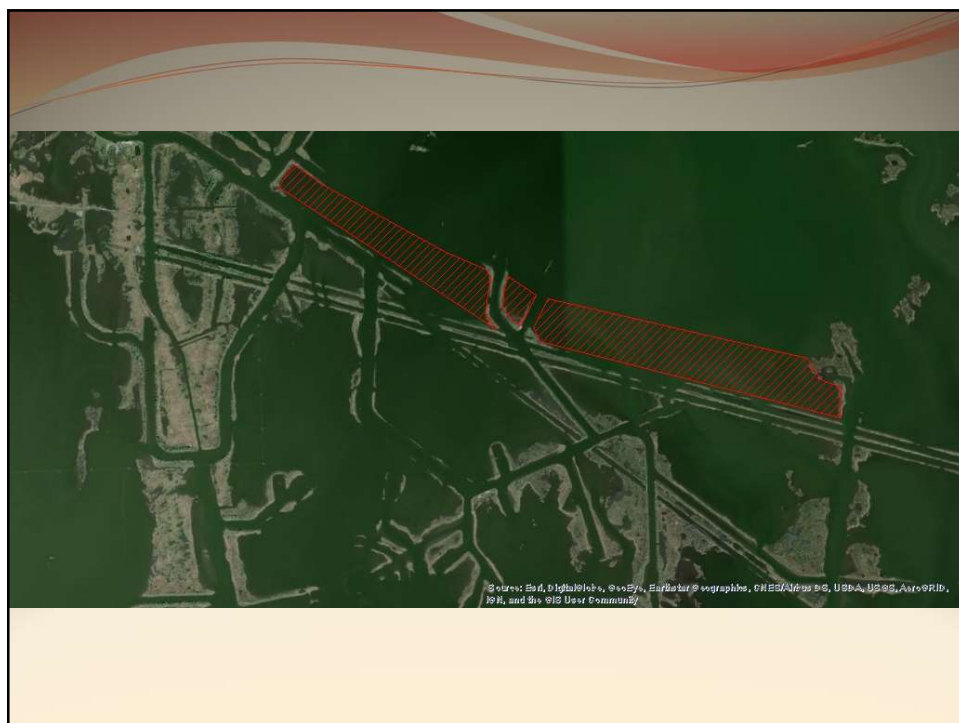 Source: Esri, DigitalGlobe, GeoEye, Earthstar Geographics, CNES/Airbus DS, USDA, USGS, AeroGRID,
IGN, and the GIS User Community